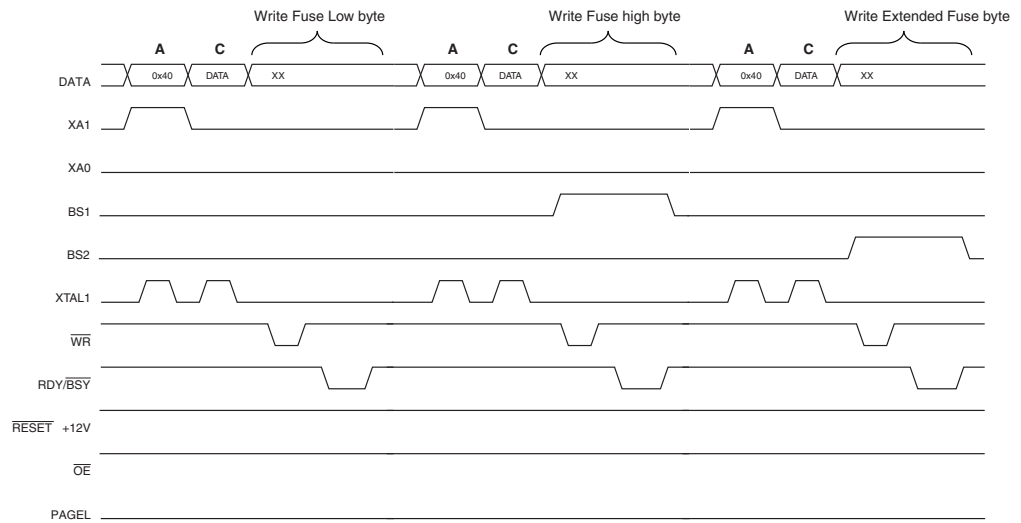 Write Fuse Low byte Write Fuse high byte Write Extended Fuse byte
A C A C A C
DATA 0x40 DATA XX 0x40 DATA XX 0x40 DATA XX
XA1
XA0
BS1
BS2
XTAL1
WR
RDY/BSY
RESET +12V
OE
PAGEL